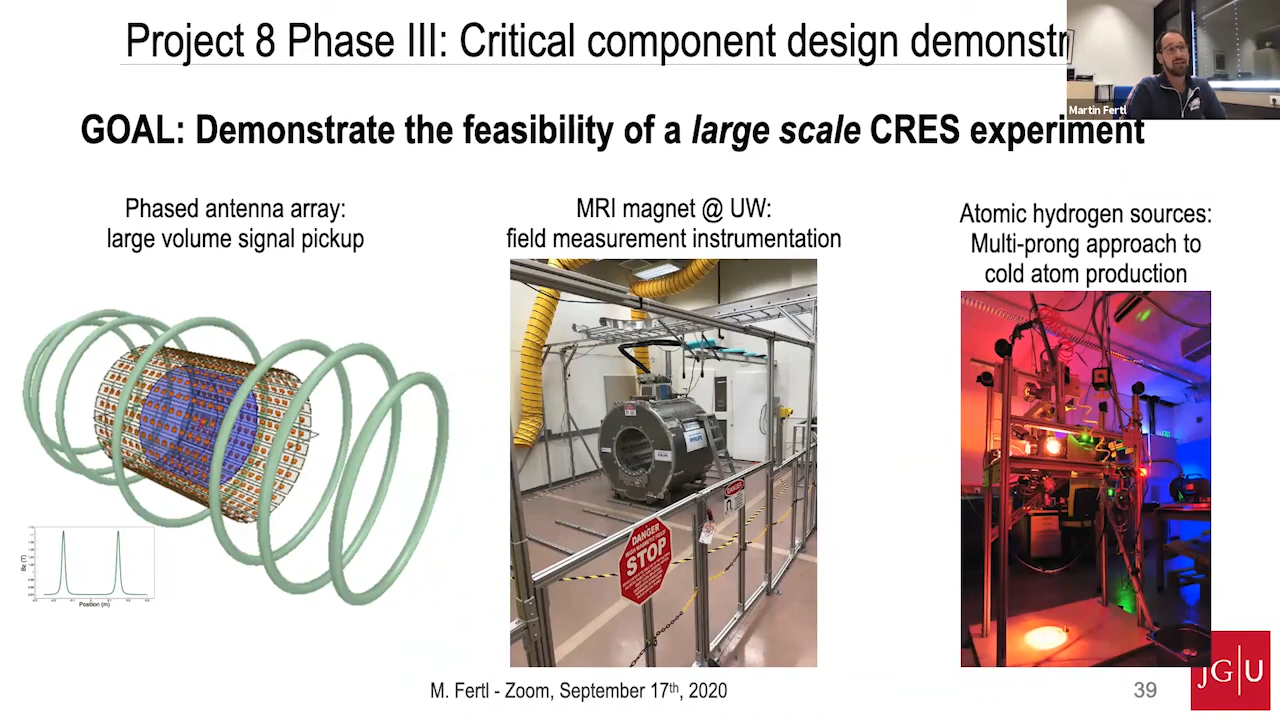 Project 8 Phase III: Critical component design demonstr
Martin Fertl
GOAL: Demonstrate the feasibility of a large scale CRES experiment
Phased antenna array:
large volume signal pickup
MRI magnet @ UW:
field measurement instrumentation
Atomic hydrogen sources:
Multi-prong approach to
cold atom production
Bz (T)
Position (m)
DANGER
STOP
DANGER
M. Fertl - Zoom, September 17th, 2020
39
JG|U